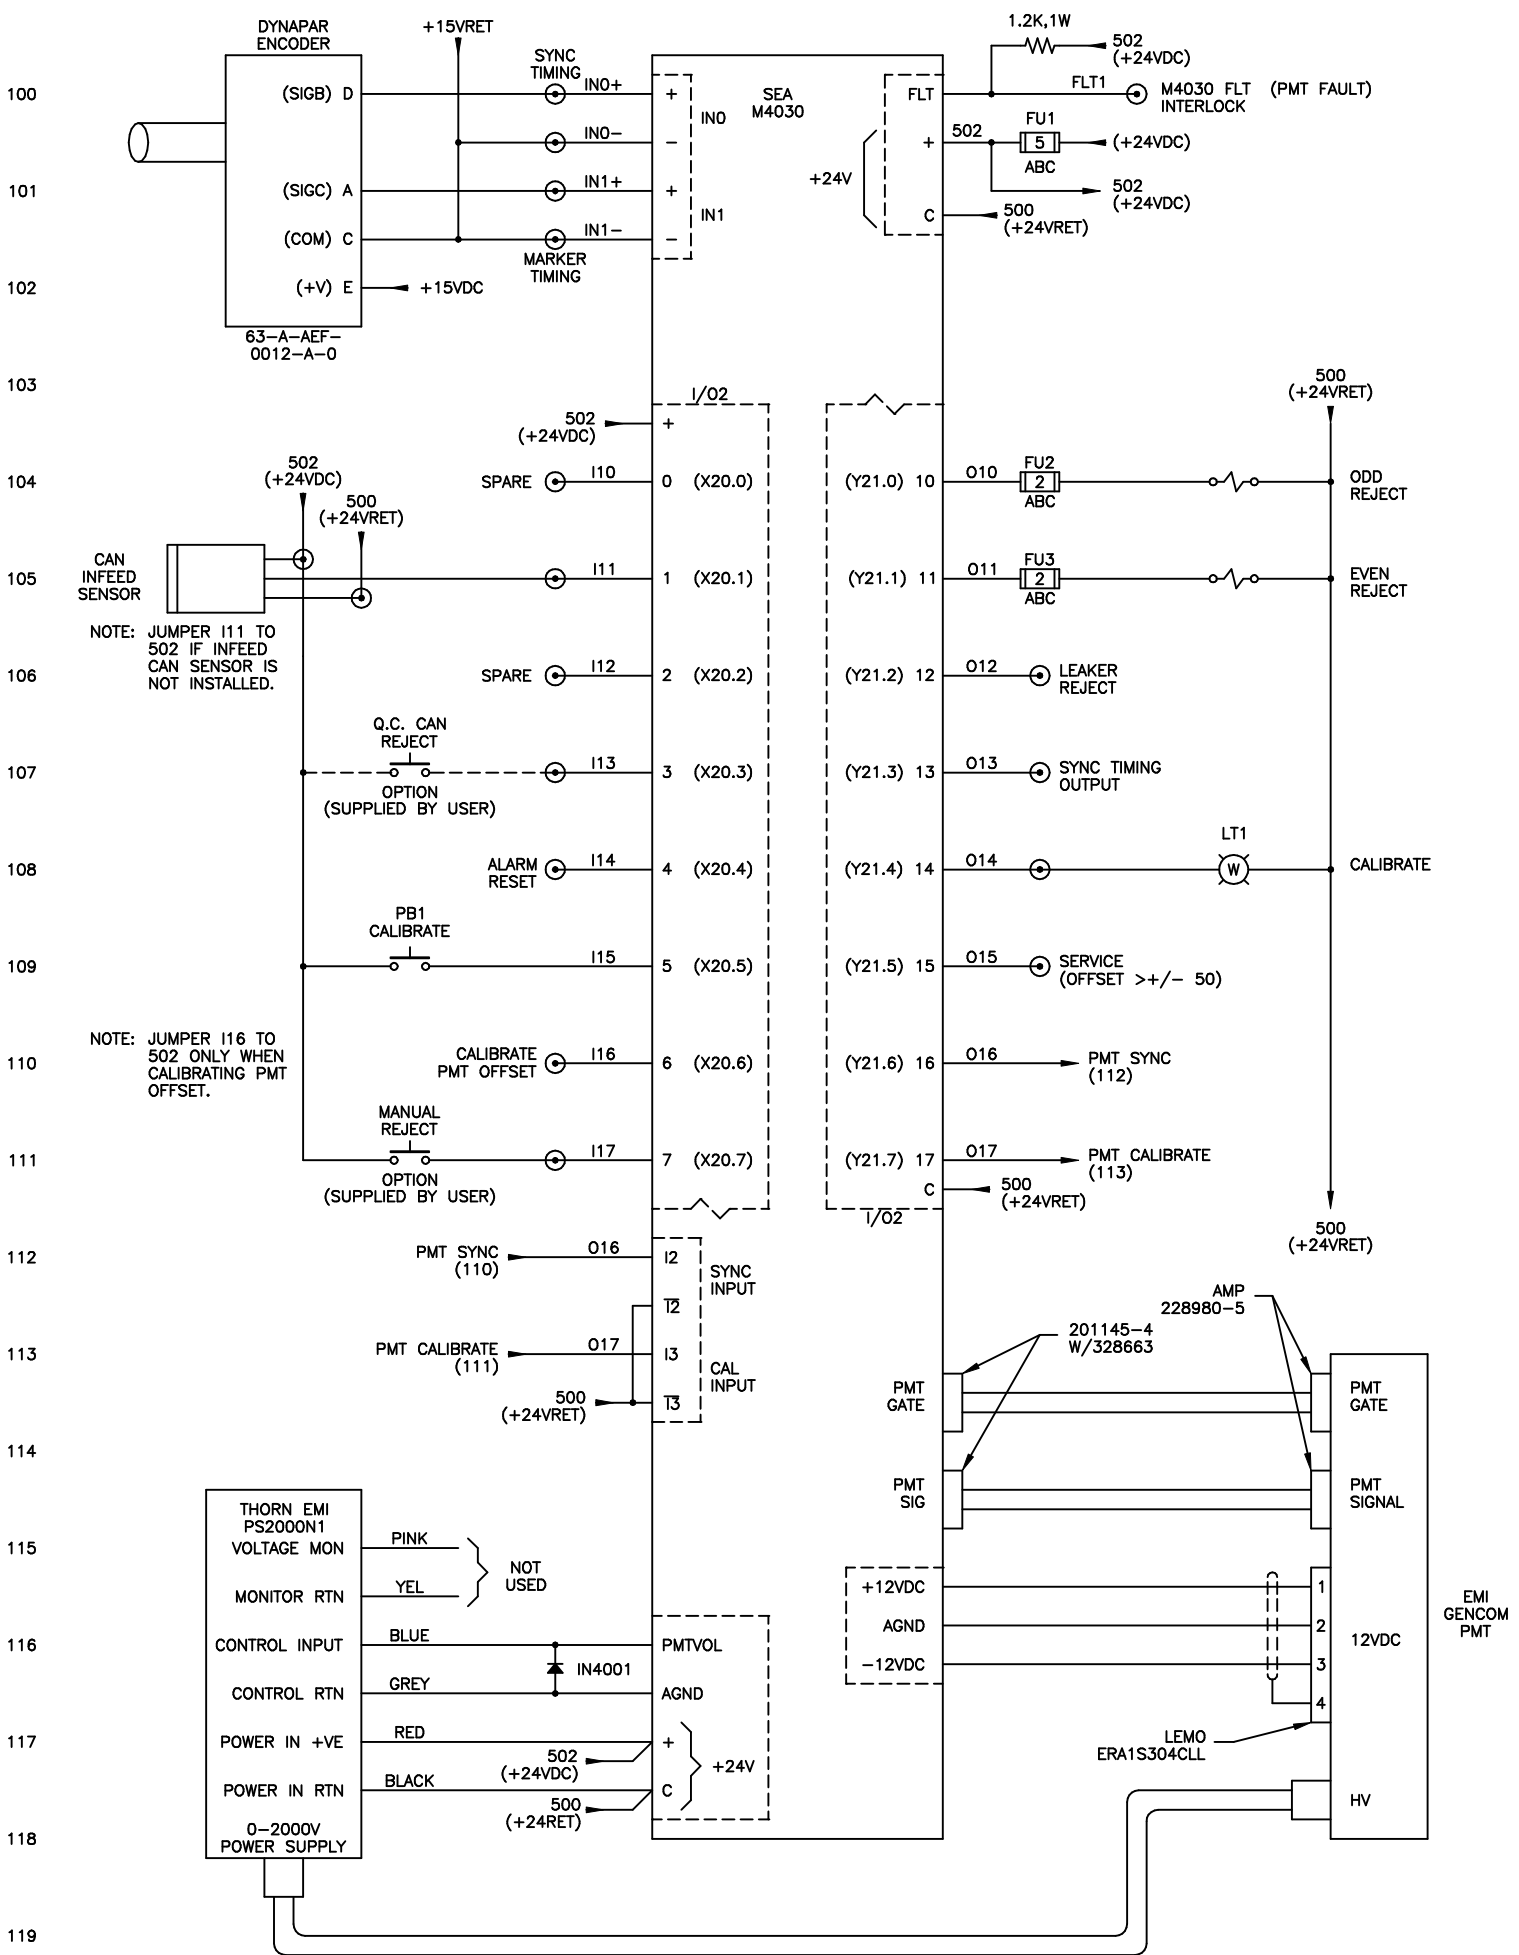 DYNAPAR
ENCODER
+15VRET
1.2K,1W
502
(+24VDC)
SYNC
TIMING
100
(SIGB) D
IN0+
+
IN0
SEA
M4030
FLT
FLT1
M4030 FLT (PMT FAULT)
INTERLOCK
IN0-
-
+24V
+
502
FU1
5
ABC
(+24VDC)
101
(SIGC) A
IN1+
+
IN1
502
(+24VDC)
C
500
(+24VRET)
(COM) C
IN1-
-
MARKER
TIMING
102
(+V) E
+15VDC
63-A-AEF-
0012-A-0
103
I/O2
500
(+24VRET)
502
(+24VDC)
+
104
502
(+24VDC)
SPARE
I10
0 (X20.0)
(Y21.0) 10
O10
FU2
2
ABC
ODD
REJECT
500
(+24VRET)
105
CAN
INFEED
SENSOR
I11
1 (X20.1)
(Y21.1) 11
O11
FU3
2
ABC
EVEN
REJECT
NOTE: JUMPER I11 TO
502 IF INFEED
CAN SENSOR IS
NOT INSTALLED.
106
SPARE
I12
2 (X20.2)
(Y21.2) 12
O12
LEAKER
REJECT
Q.C. CAN
REJECT
107
I13
3 (X20.3)
(Y21.3) 13
O13
SYNC TIMING
OUTPUT
OPTION
(SUPPLIED BY USER)
108
ALARM
RESET
I14
4 (X20.4)
(Y21.4) 14
O14
LT1
W
CALIBRATE
PB1
CALIBRATE
109
I15
5 (X20.5)
(Y21.5) 15
O15
SERVICE
(OFFSET >+/- 50)
NOTE: JUMPER I16 TO
502 ONLY WHEN
CALIBRATING PMT
OFFSET.
110
CALIBRATE
PMT OFFSET
I16
6 (X20.6)
(Y21.6) 16
O16
PMT SYNC
(112)
MANUAL
REJECT
111
I17
7 (X20.7)
(Y21.7) 17
O17
PMT CALIBRATE
(113)
OPTION
(SUPPLIED BY USER)
C
500
(+24VRET)
I/O2
500
(+24VRET)
112
PMT SYNC
(110)
O16
I2
SYNC
INPUT
I2
AMP
228980-5
113
PMT CALIBRATE
(111)
O17
I3
CAL
INPUT
201145-4
W/328663
500
(+24VRET)
I3
PMT
GATE
PMT
GATE
114
PMT
SIG
PMT
SIGNAL
THORN EMI
PS2000N1
115
VOLTAGE MON
PINK
NOT
USED
MONITOR RTN
YEL
+12VDC
1
116
CONTROL INPUT
BLUE
PMTVOL
AGND
2
12VDC
EMI
GENCOM
PMT
IN4001
-12VDC
3
CONTROL RTN
GREY
AGND
4
117
POWER IN +VE
RED
+
+24V
LEMO
ERA1S304CLL
502
(+24VDC)
POWER IN RTN
BLACK
C
500
(+24RET)
HV
118
0-2000V
POWER SUPPLY
119